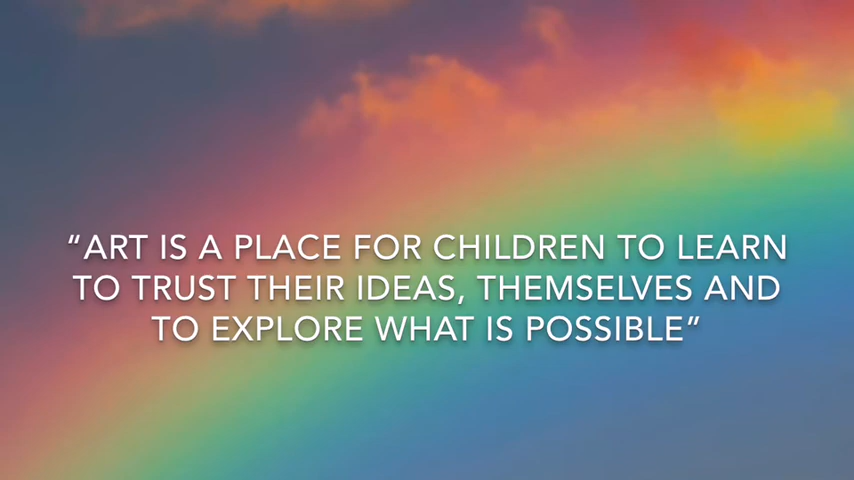 “ART IS A PLACE FOR CHILDREN TO LEARN
TO TRUST THEIR IDEAS, THEMSELVES AND
TO EXPLORE WHAT IS POSSIBLE”